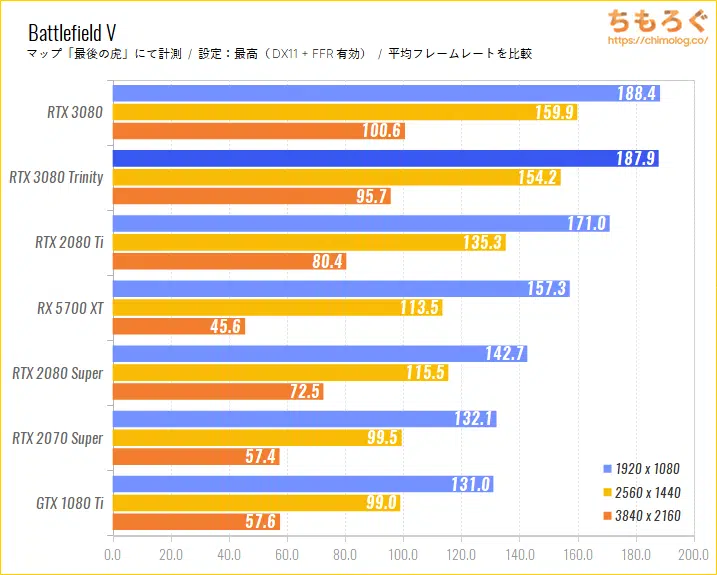 Battlefield V
ちもろぐ
https://chimolog.co/
マップ「最後の虎」にて計測 / 設定：最高（DX11 + FFR 有効） / 平均フレームレートを比較
RTX 3080
188.4
159.9
100.6
RTX 3080 Trinity
187.9
154.2
95.7
RTX 2080 Ti
171.0
135.3
80.4
RX 5700 XT
157.3
113.5
45.6
RTX 2080 Super
142.7
115.5
72.5
RTX 2070 Super
132.1
99.5
57.4
GTX 1080 Ti
131.0
99.0
57.6
1920 x 1080
2560 x 1440
3840 x 2160
0.0 20.0 40.0 60.0 80.0 100.0 120.0 140.0 160.0 180.0 200.0